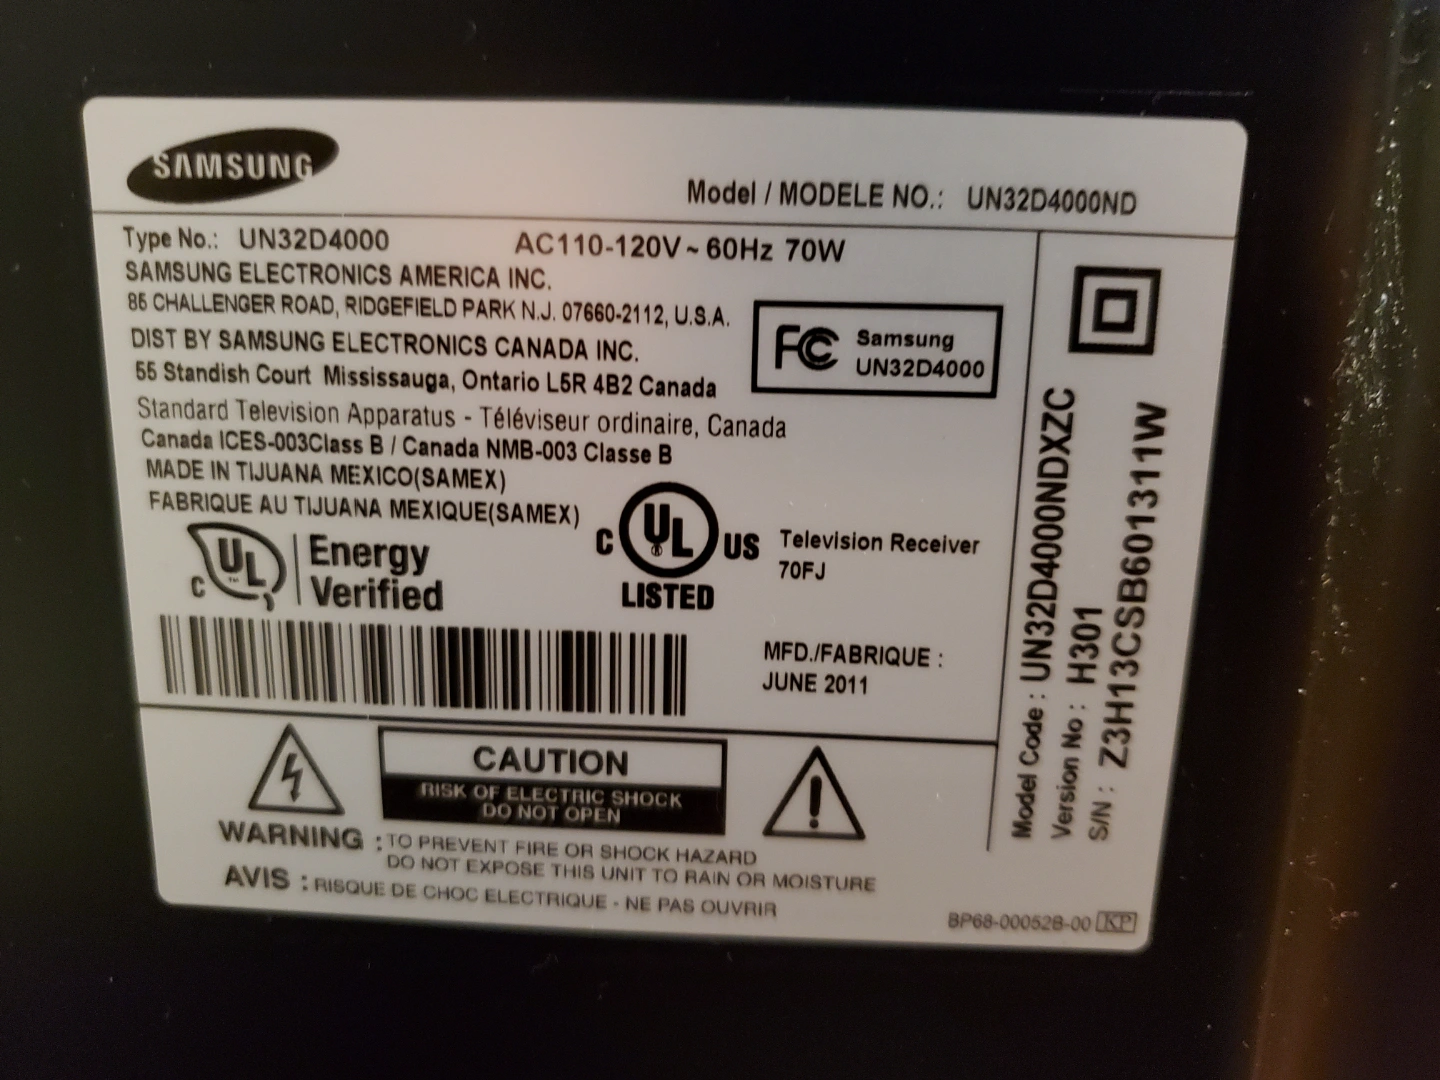 SAMSUNG
Model / MODELE NO.: UN32D4000ND
Type No.: UN32D4000 AC110-120V ~ 60Hz 70W
SAMSUNG ELECTRONICS AMERICA INC.
85 CHALLENGER ROAD, RIDGEFIELD PARK N.J. 07660-2112, U.S.A.
DIST BY SAMSUNG ELECTRONICS CANADA INC.
55 Standish Court Mississauga, Ontario L5R 4B2 Canada
Standard Television Apparatus - Téléviseur ordinaire, Canada
Canada ICES-003Class B / Canada NMB-003 Classe B
MADE IN TIJUANA MEXICO(SAMEX)
FABRIQUE AU TIJUANA MEXIQUE(SAMEX)
FC Samsung
UN32D4000
C UL ™ Energy
Verified
C UL ® US
LISTED
Television Receiver
70FJ
MFD./FABRIQUE :
JUNE 2011
CAUTION
RISK OF ELECTRIC SHOCK
DO NOT OPEN
!
WARNING : TO PREVENT FIRE OR SHOCK HAZARD
DO NOT EXPOSE THIS UNIT TO RAIN OR MOISTURE
AVIS : RISQUE DE CHOC ELECTRIQUE - NE PAS OUVRIR
BP68-00052B-00 KP
Model Code : UN32D4000NDXZC
Version No : H301
S/N : Z3H13CSB601311W